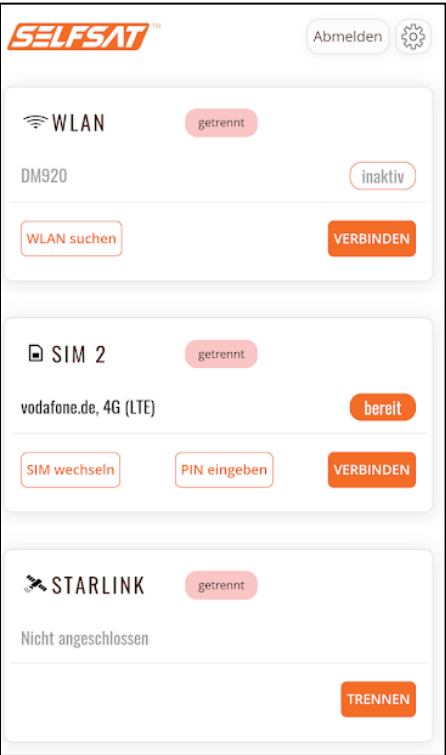 SELFSAT™
Abmelden
WLAN getrennt
DM920 inaktiv
WLAN suchen VERBINDEN
SIM 2 getrennt
vodafone.de, 4G (LTE) bereit
SIM wechseln PIN eingeben VERBINDEN
STARLINK getrennt
Nicht angeschlossen
TRENNEN